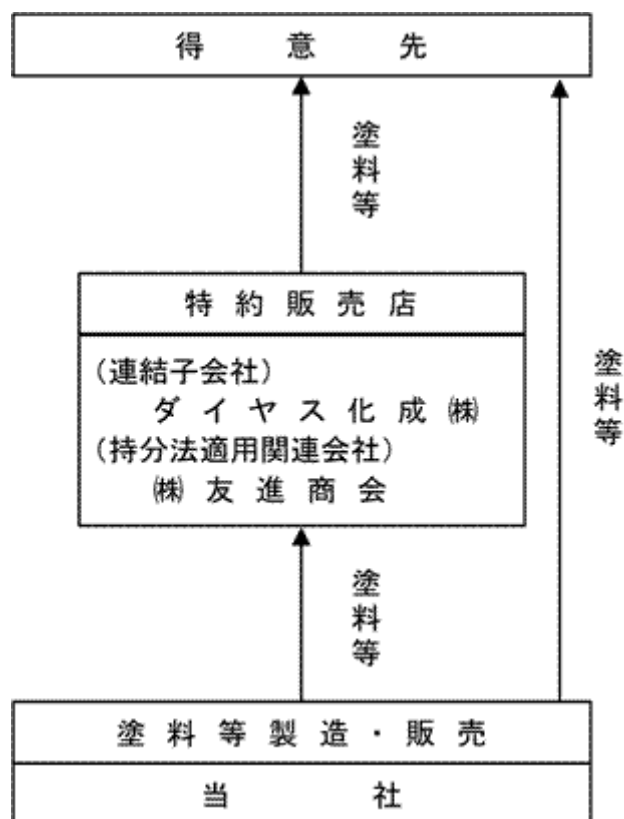 得意先
塗料等
特約販売店
(連結子会社)
ダイヤス化成㈱
(持分法適用関連会社)
㈱友進商会
塗料等
塗料等
塗料等製造・販売
当社